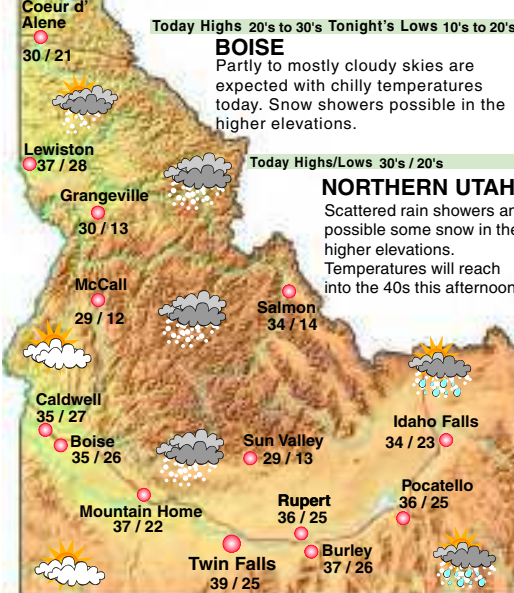 Coeur d'
Alene
30 / 21
Today Highs 20's to 30's Tonight's Lows 10's to 20's
BOISE
Partly to mostly cloudy skies are
expected with chilly temperatures
today. Snow showers possible in the
higher elevations.
Today Highs/Lows 30's / 20's
NORTHERN UTAH
Scattered rain showers
possible some snow in the
higher elevations.
Temperatures will reach
into the 40s this afternoon
Lewiston
37 / 28
Grangeville
30 / 13
McCall
29 / 12
Salmon
34 / 14
Caldwell
35 / 27
Boise
35 / 26
Sun Valley
29 / 13
Idaho Falls
34 / 23
Mountain Home
37 / 22
Rupert
36 / 25
Pocatello
36 / 25
Twin Falls
39 / 25
Burley
37 / 26